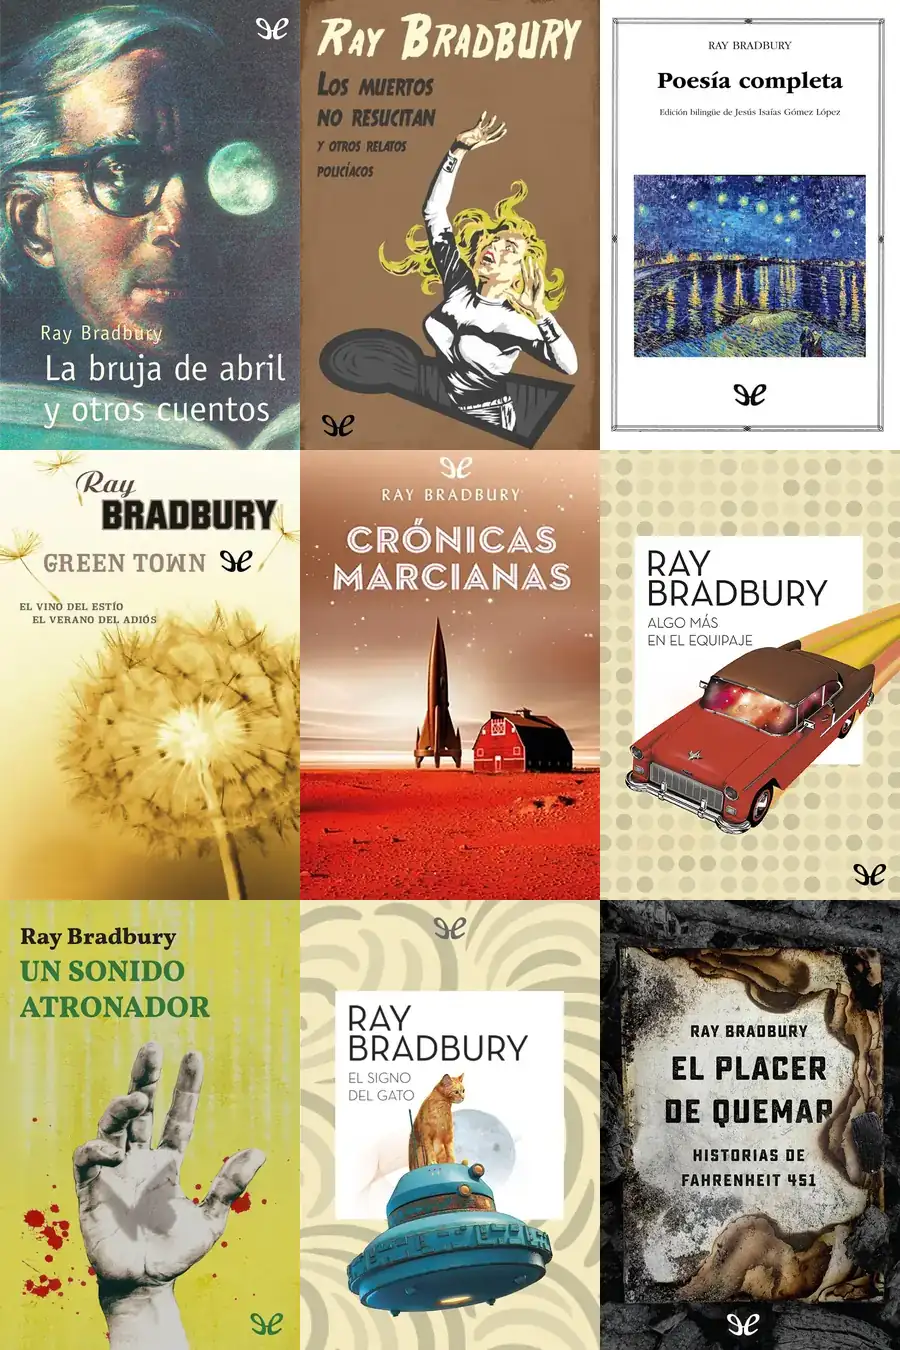 Ray Bradbury
La bruja de abril
y otros cuentos
RAY BRADBURY
LOS MUERTOS
NO RESUCITAN
Y OTROS RELATOS
POLICÍACOS
RAY BRADBURY
Poesía completa
Edición bilingüe de Jesús Isaías Gómez López
Ray
BRADBURY
GREEN TOWN
EL VINO DEL ESTÍO
EL VERANO DEL ADIÓS
RAY BRADBURY
CRÓNICAS
MARCIANAS
RAY
BRADBURY
ALGO MÁS
EN EL EQUIPAJE
Ray Bradbury
UN SONIDO
ATRONADOR
RAY
BRADBURY
EL SIGNO
DEL GATO
RAY BRADBURY
EL PLACER
DE QUEMAR
HISTORIAS DE
FAHRENHEIT 451